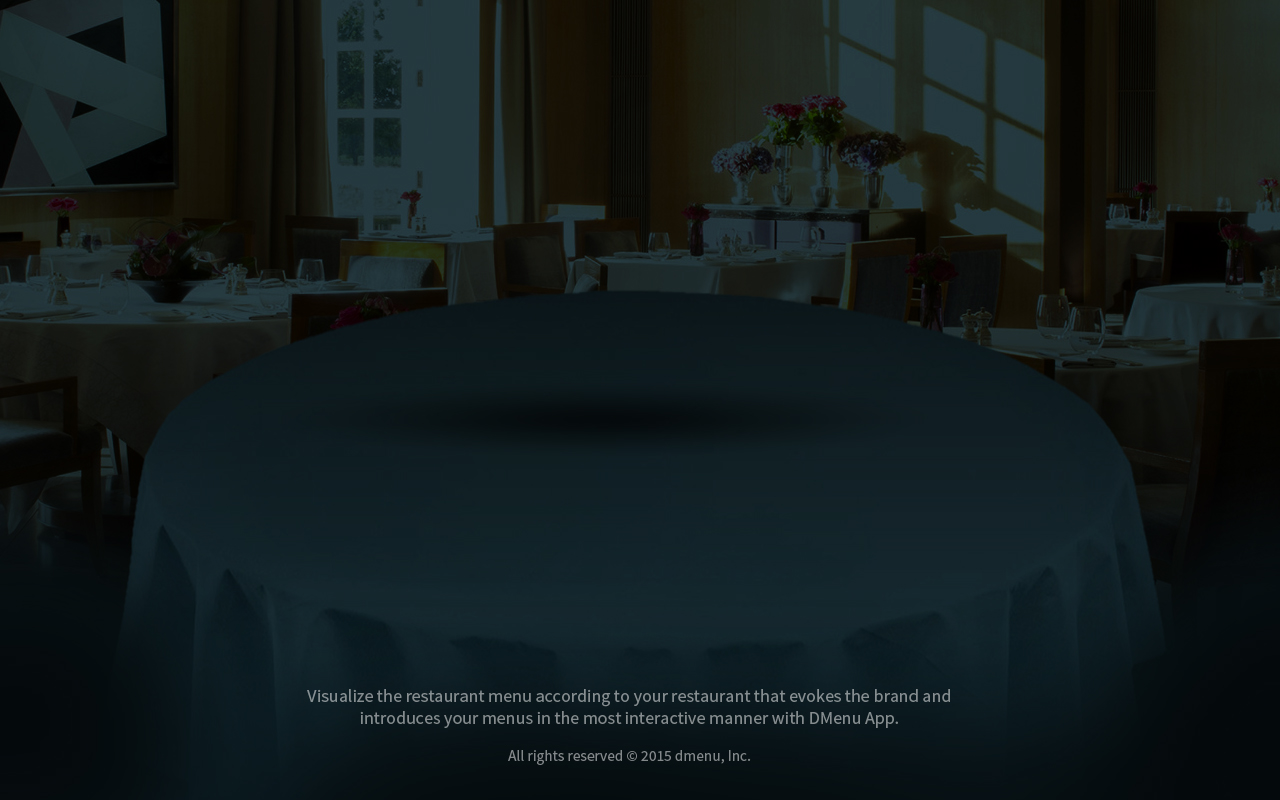 Visualize the restaurant menu according to your restaurant that evokes the brand and
introduces your menus in the most interactive manner with DMenu App.
All rights reserved © 2015 dmenu, Inc.